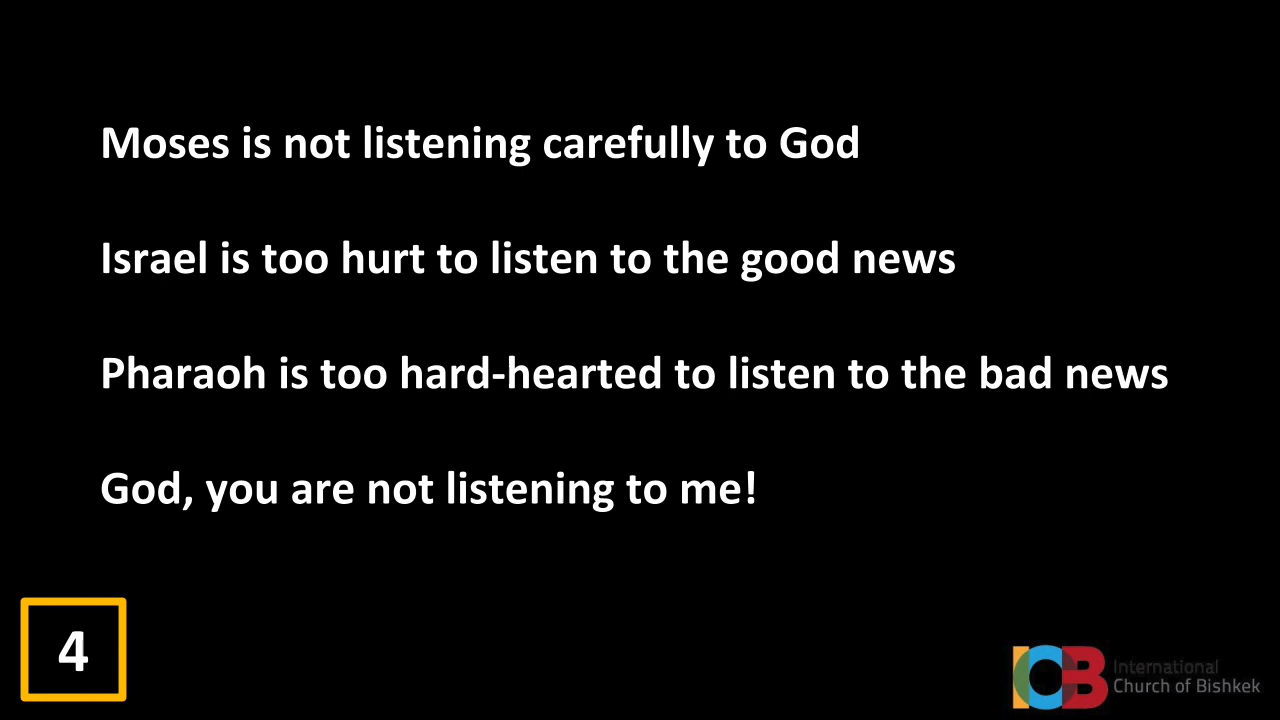 Moses is not listening carefully to God
Israel is too hurt to listen to the good news
Pharaoh is too hard-hearted to listen to the bad news
God, you are not listening to me!
4
ICB
International
Church of Bishkek